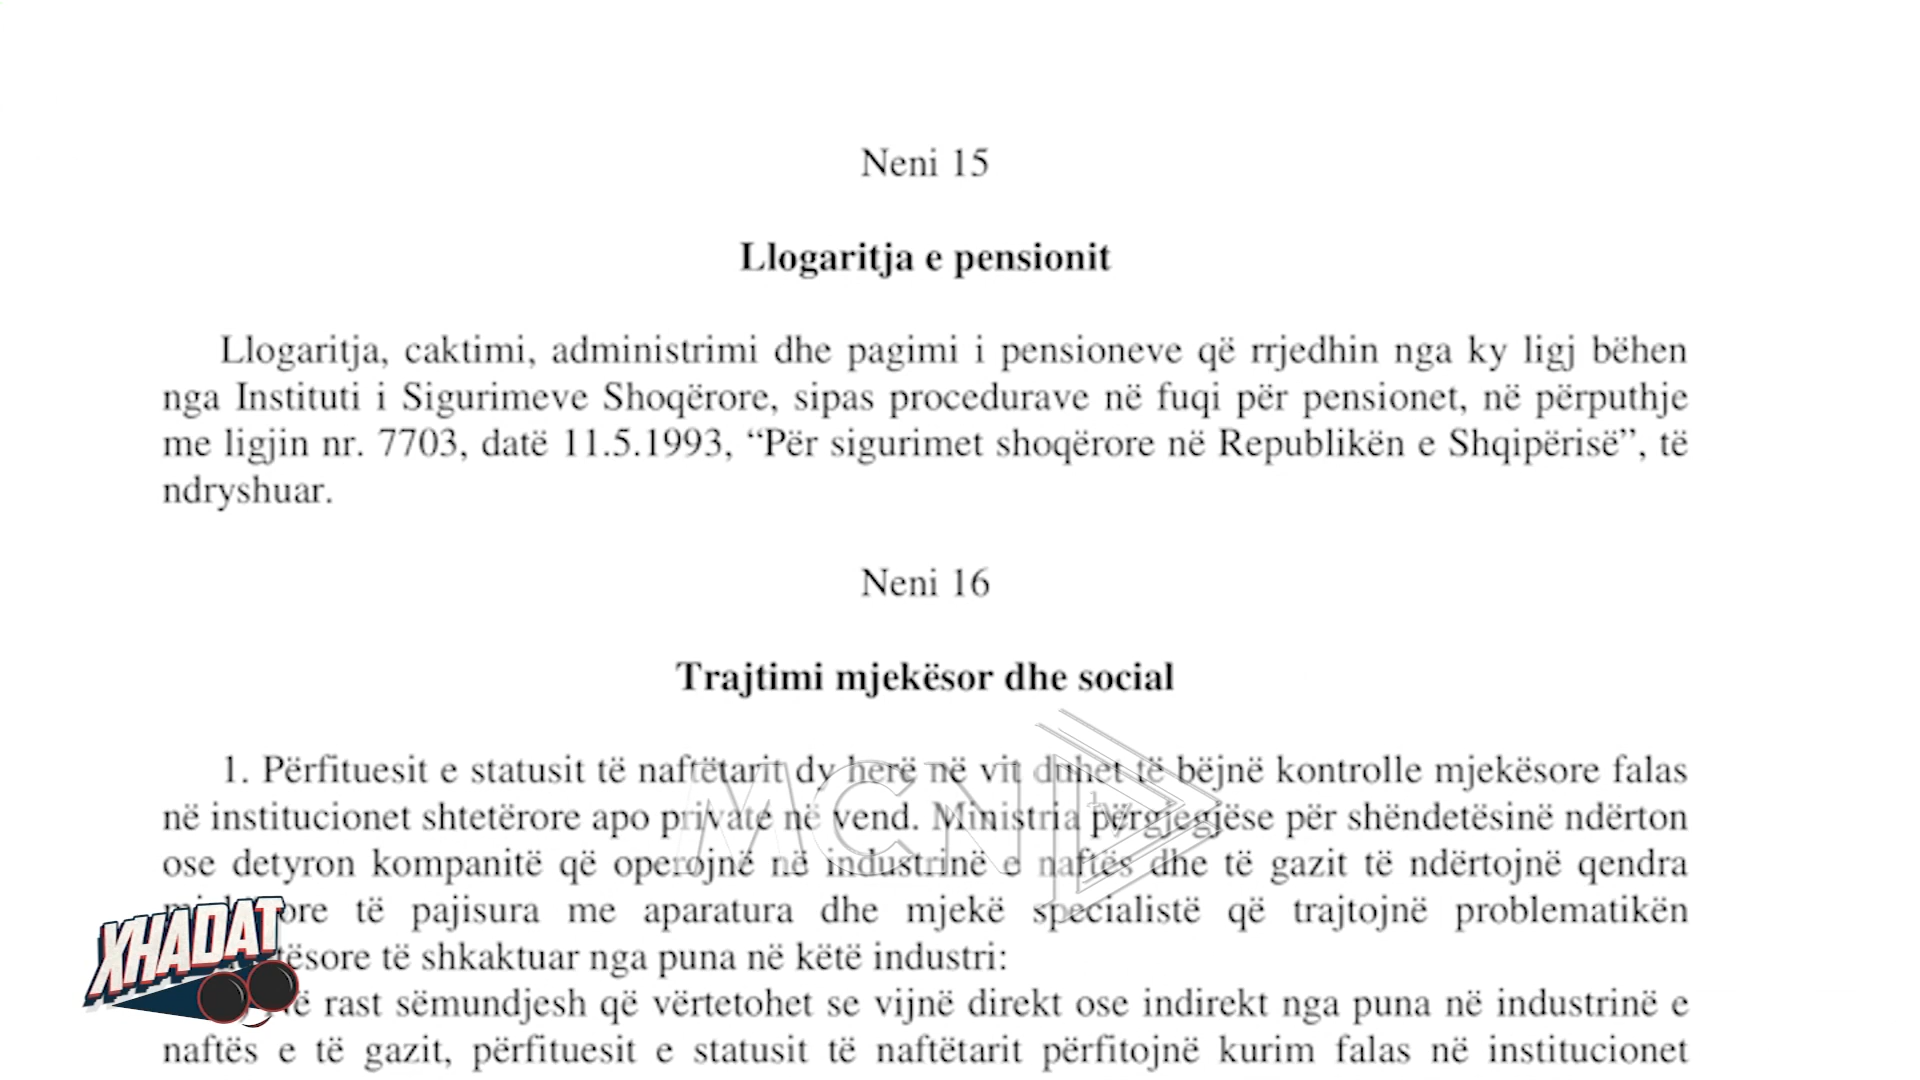 Neni 15
Llogaritja e pensionit
Llogaritja, caktimi, administrimi dhe pagimi i pensioneve që rrjedhin nga ky ligj bëhen
nga Instituti i Sigurimeve Shoqërore, sipas procedurave në fuqi për pensionet, në përputhje
me ligjin nr. 7703, datë 11.5.1993, “Për sigurimet shoqërore në Republikën e Shqipërisë”, të
ndryshuar.
Neni 16
Trajtimi mjekësor dhe social
1. Përfituesit e statusit të naftëtarit dy herë në vit duhet të bëjnë kontrolle mjekësore falas
në institucionet shtetërore apo private në vend. Ministria përgjegjëse për shëndetësinë ndërton
ose detyron kompanitë që operojnë në industrinë e naftës dhe të gazit të ndërtojnë qendra
të pajisura me aparatura dhe mjekë specialistë që trajtojnë problematikën
të shkaktuar nga puna në këtë industri:
rast sëmundjesh që vërtetohet se vijnë direkt ose indirekt nga puna në industrinë e
naftës e të gazit, përfituesit e statusit të naftëtarit përfitojnë kurim falas në institucionet
XHADAT
MCN tv